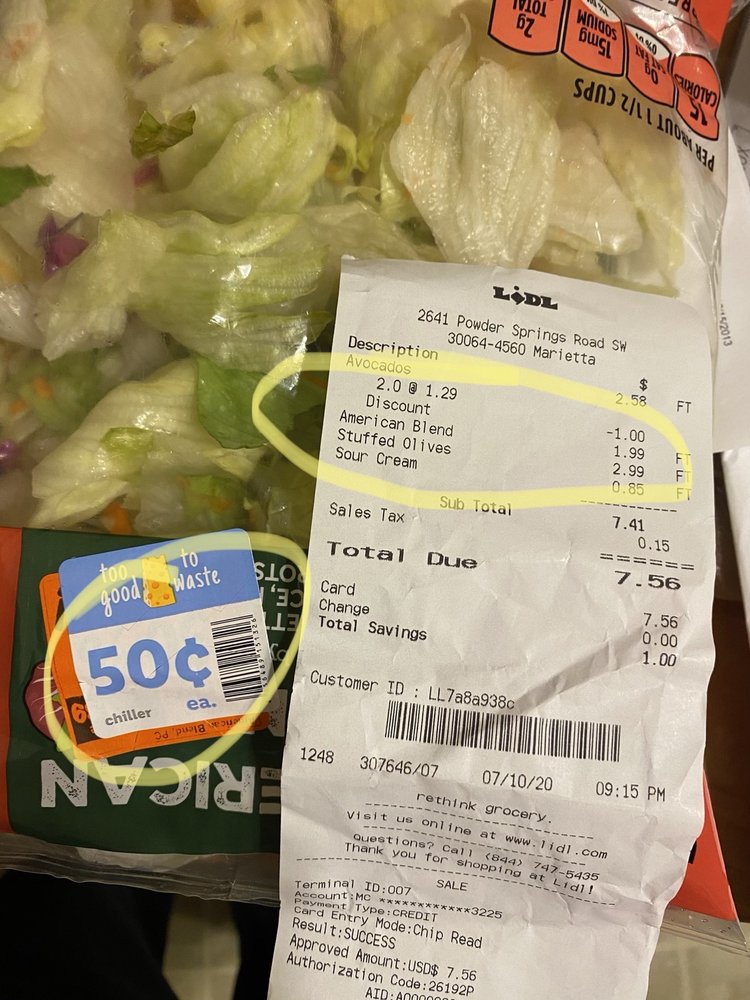 2g
TOTAL
15mg
SODIUM
0g
CALORIES
PER ABOUT 1 1/2 CUPS
LIDL
2641 Powder Springs Road SW
30064-4560 Marietta
Description $
Avocados 2.58 FT
2.0 @ 1.29
Discount -1.00
American Blend 1.99 FT
Stuffed Olives 2.99 FT
Sour Cream 0.85 FT
Sub Total 7.41
Sales Tax 0.15
Total Due 7.56
Card 7.56
Change 0.00
Total Savings 1.00
Customer ID : LL7a8a938c
1248 307646/07 07/10/20 09:15 PM
rethink grocery.
Visit us online at www.lidl.com
Questions? Call (844) 747-5435
Thank you for shopping at Lidl!
SALE
Terminal ID:007
Account:MC ************3225
Payment Type:CREDIT
Card Entry Mode:Chip Read
Result:SUCCESS
Approved Amount:USD$ 7.56
Authorization Code:26192P
too good to waste
50¢
ea.
chiller
Blend, PC
ERICAN